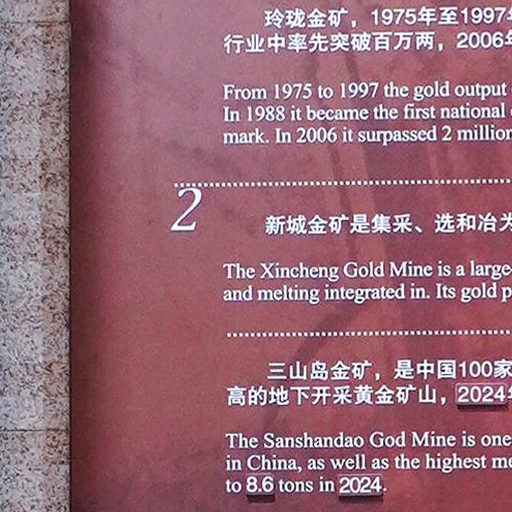 玲珑金矿，1975年至1997年
行业中率先突破百万两，2006年
From 1975 to 1997 the gold output
In 1988 it became the first national
mark. In 2006 it surpassed 2 million
2
新城金矿是集采、选和冶为
The Xincheng Gold Mine is a large-
and melting integrated in. Its gold p
三山岛金矿，是中国100家
高的地下开采黄金矿山，2024年
The Sanshandao God Mine is one
in China, as well as the highest me
to 8.6 tons in 2024.